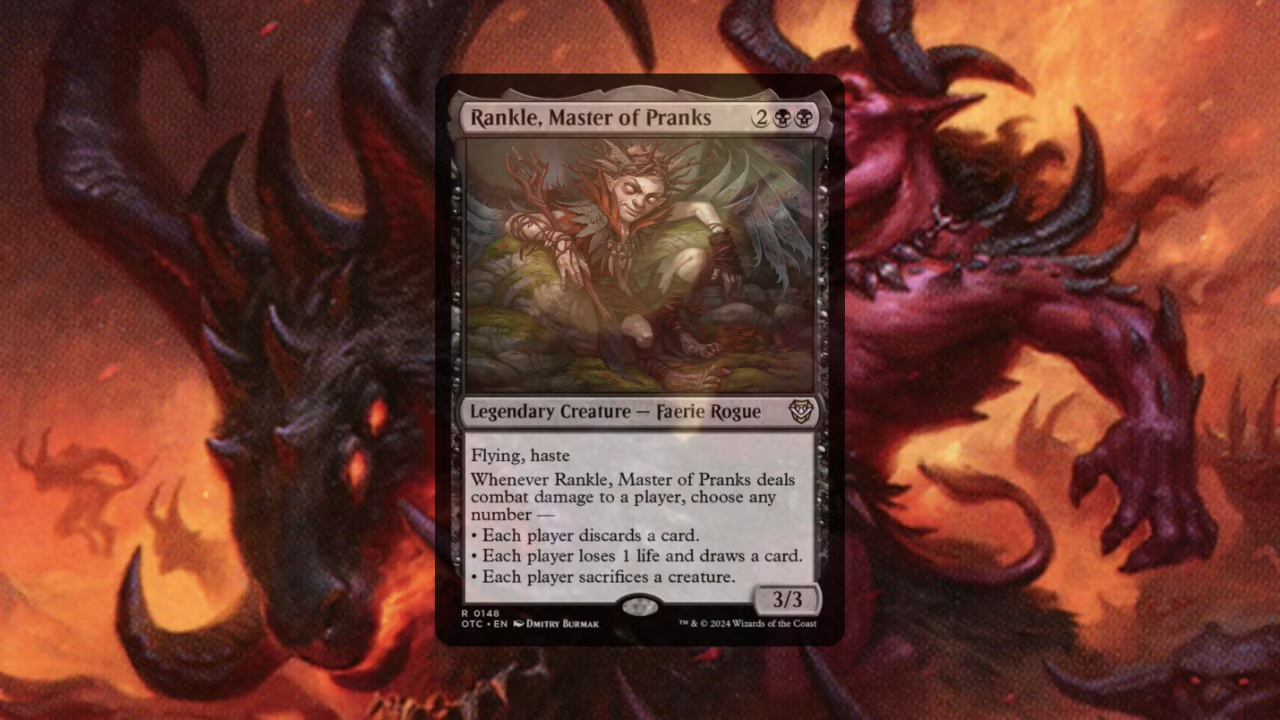 Rankle, Master of Pranks 2
Legendary Creature — Faerie Rogue
Flying, haste
Whenever Rankle, Master of Pranks deals
combat damage to a player, choose any
number —
• Each player discards a card.
• Each player loses 1 life and draws a card.
• Each player sacrifices a creature.
3/3
R 0148
OTC • EN Dmitry Burmak
™ & © 2024 Wizards of the Coast